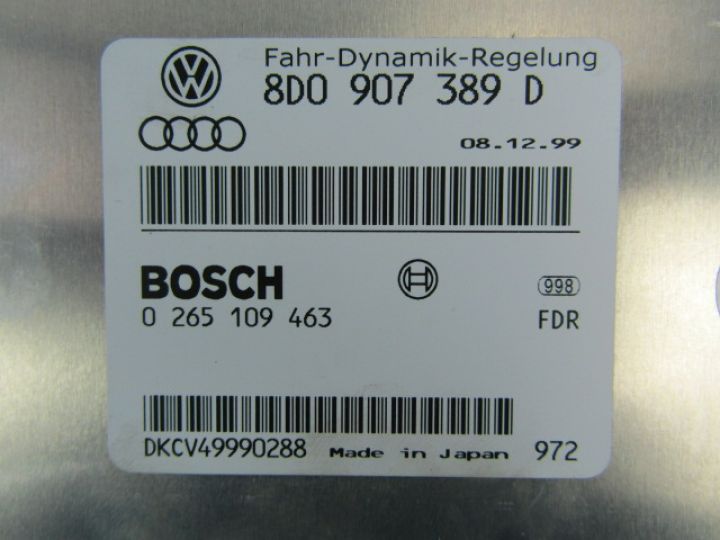 Fahr-Dynamik-Regelung
8D0 907 389 D
08.12.99
BOSCH
998
0 265 109 463
FDR
DKCV49990288 Made in Japan 972